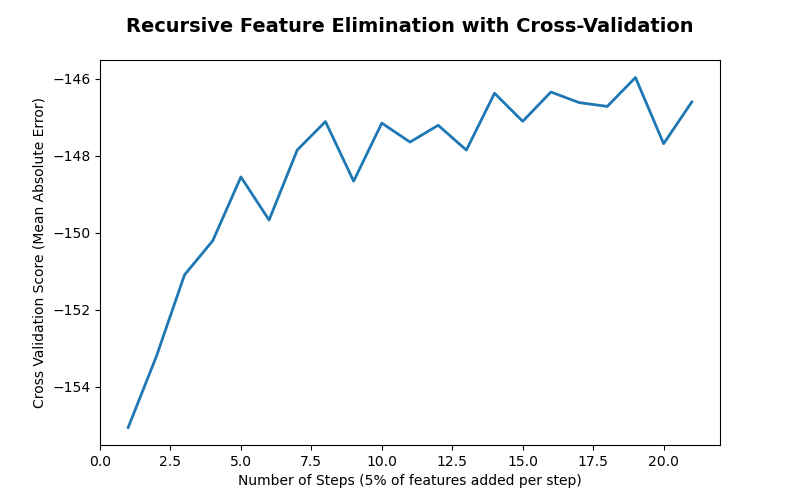 Recursive Feature Elimination with Cross-Validation
Cross Validation Score (Mean Absolute Error)
−146
−148
−150
−152
−154
0.0 2.5 5.0 7.5 10.0 12.5 15.0 17.5 20.0
Number of Steps (5% of features added per step)